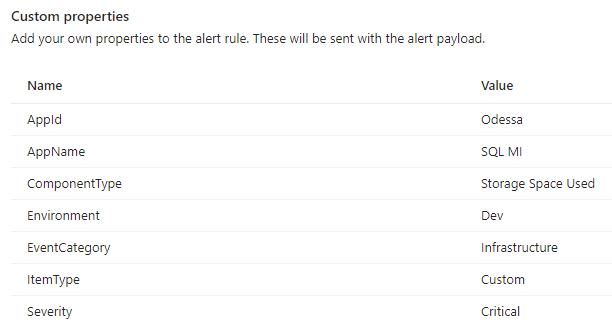 Custom properties
Add your own properties to the alert rule. These will be sent with the alert payload.
Name Value
AppId Odessa
AppName SQL MI
ComponentType Storage Space Used
Environment Dev
EventCategory Infrastructure
ItemType Custom
Severity Critical